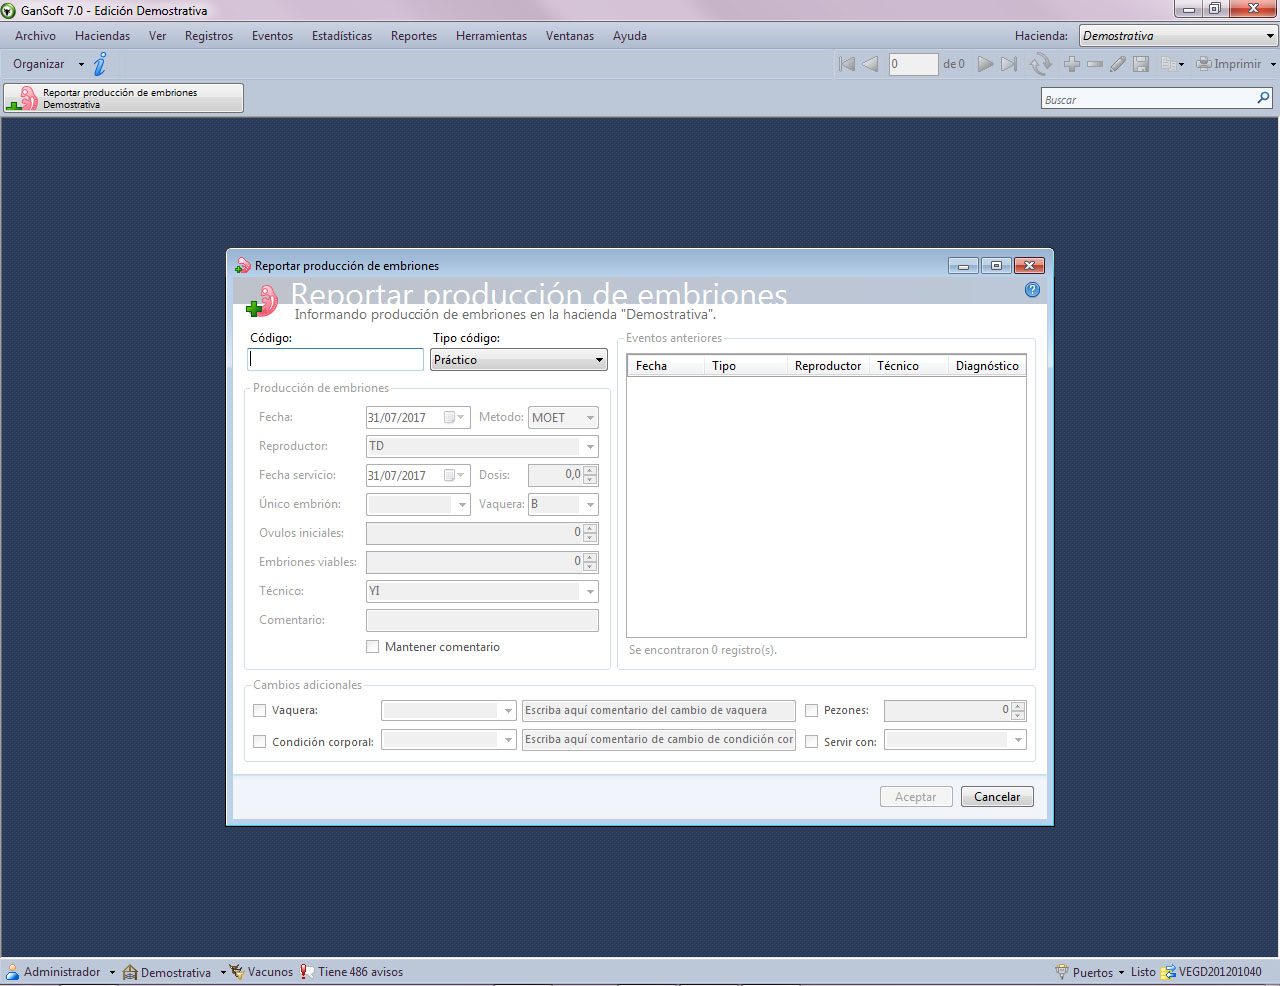 GanSoft 7.0 - Edición Demostrativa
Archivo Haciendas Ver Registros Eventos Estadísticas Reportes Herramientas Ventanas Ayuda Hacienda: Demostrativa
Organizar 0 de 0 Imprimir
Reportar producción de embriones
Demostrativa
Buscar
Reportar producción de embriones
Reportar producción de embriones
Informando producción de embriones en la hacienda "Demostrativa".
Código: Tipo código:
Práctico
Eventos anteriores
Fecha Tipo Reproductor Técnico Diagnóstico
Se encontraron 0 registro(s).
Producción de embriones
Fecha: 31/07/2017 Metodo: MOET
Reproductor: TD
Fecha servicio: 31/07/2017 Dosis: 0,0
Único embrión: Vaquera: B
Ovulos iniciales: 0
Embriones viables: 0
Técnico: YI
Comentario:
Mantener comentario
Cambios adicionales
Vaquera: Escriba aquí comentario del cambio de vaquera Pezones: 0
Condición corporal: Escriba aquí comentario de cambio de condición cor Servir con:
Aceptar Cancelar
Administrador Demostrativa Vacunos Tiene 486 avisos Puertos Listo VEGD201201040